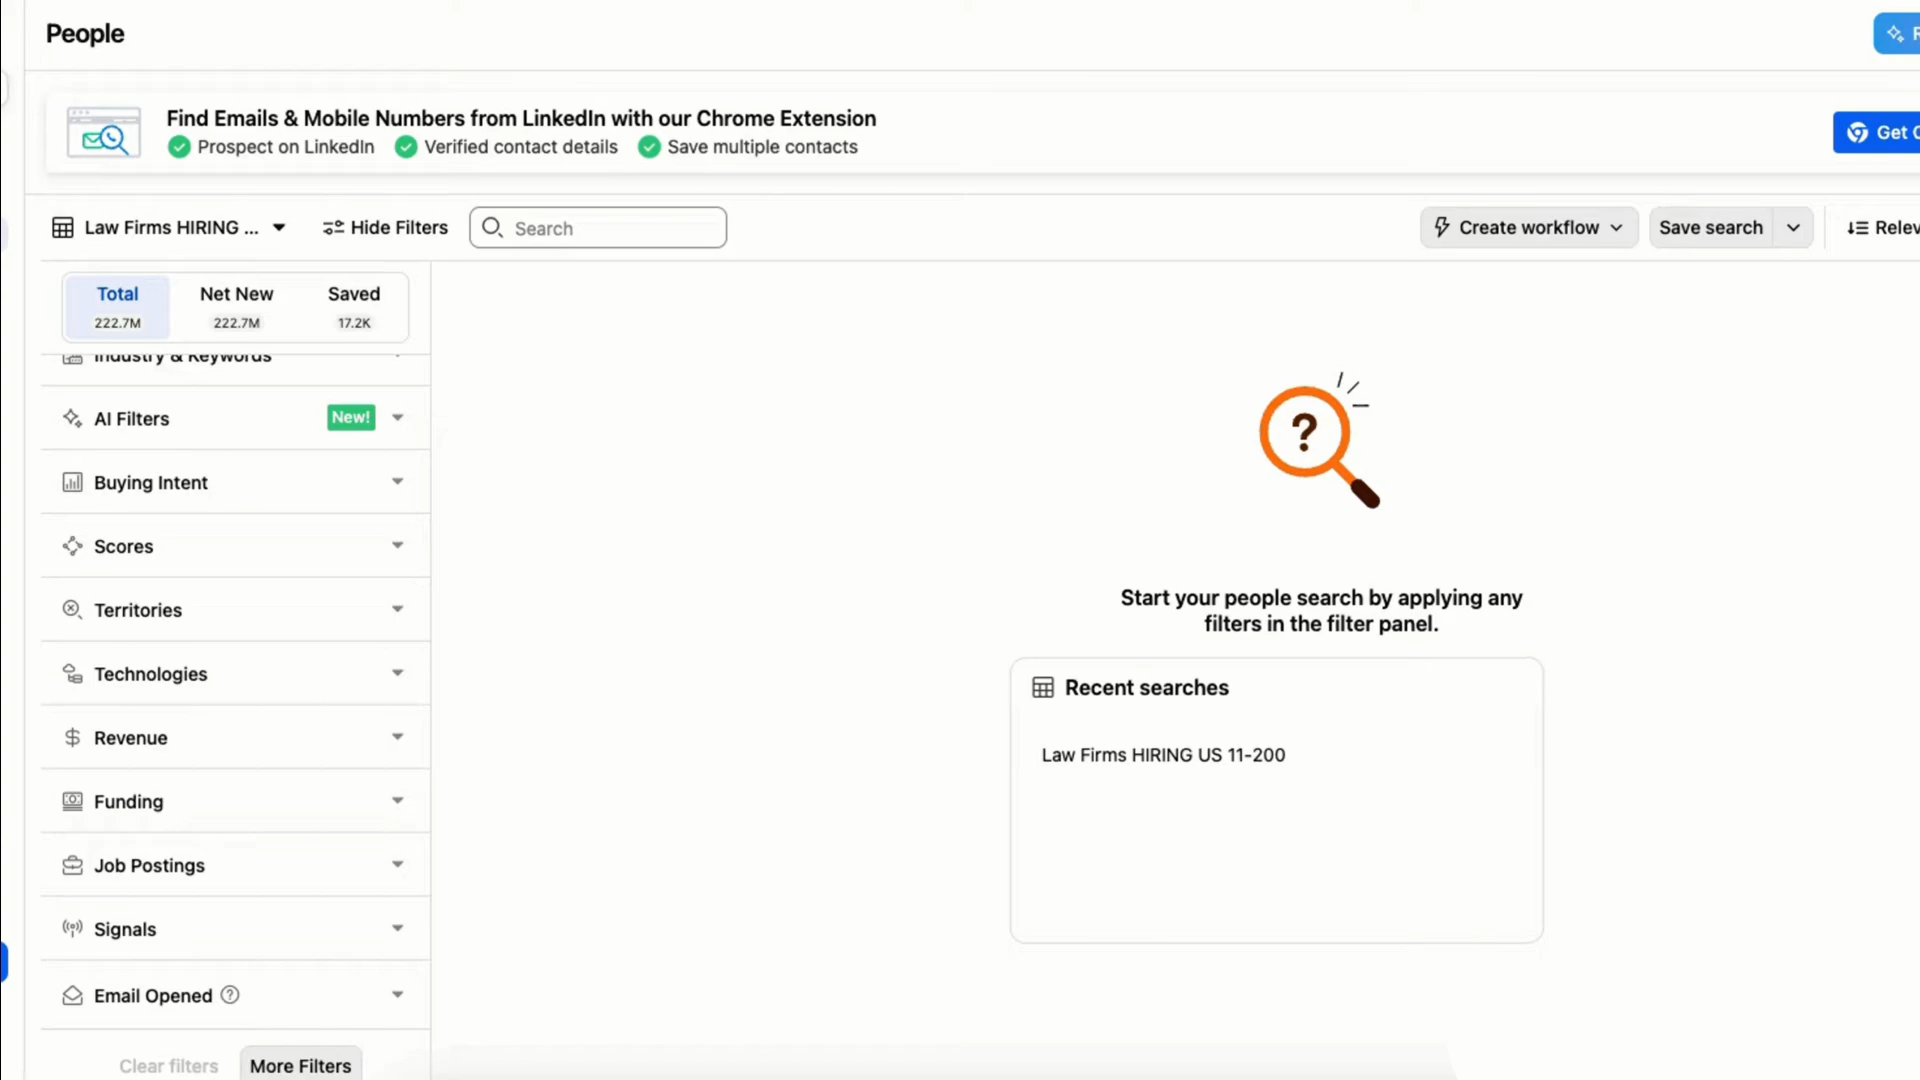 People
Find Emails & Mobile Numbers from LinkedIn with our Chrome Extension
Prospect on LinkedIn
Verified contact details
Save multiple contacts
Get
Law Firms HIRING ...
Hide Filters
Search
Create workflow
Save search
Total
222.7M
Net New
222.7M
Saved
17.2K
Industry & Keywords
AI Filters
New!
Buying Intent
Scores
Territories
Technologies
Revenue
Funding
Job Postings
Signals
Email Opened
Clear filters
More Filters
?
Start your people search by applying any
filters in the filter panel.
Recent searches
Law Firms HIRING US 11-200